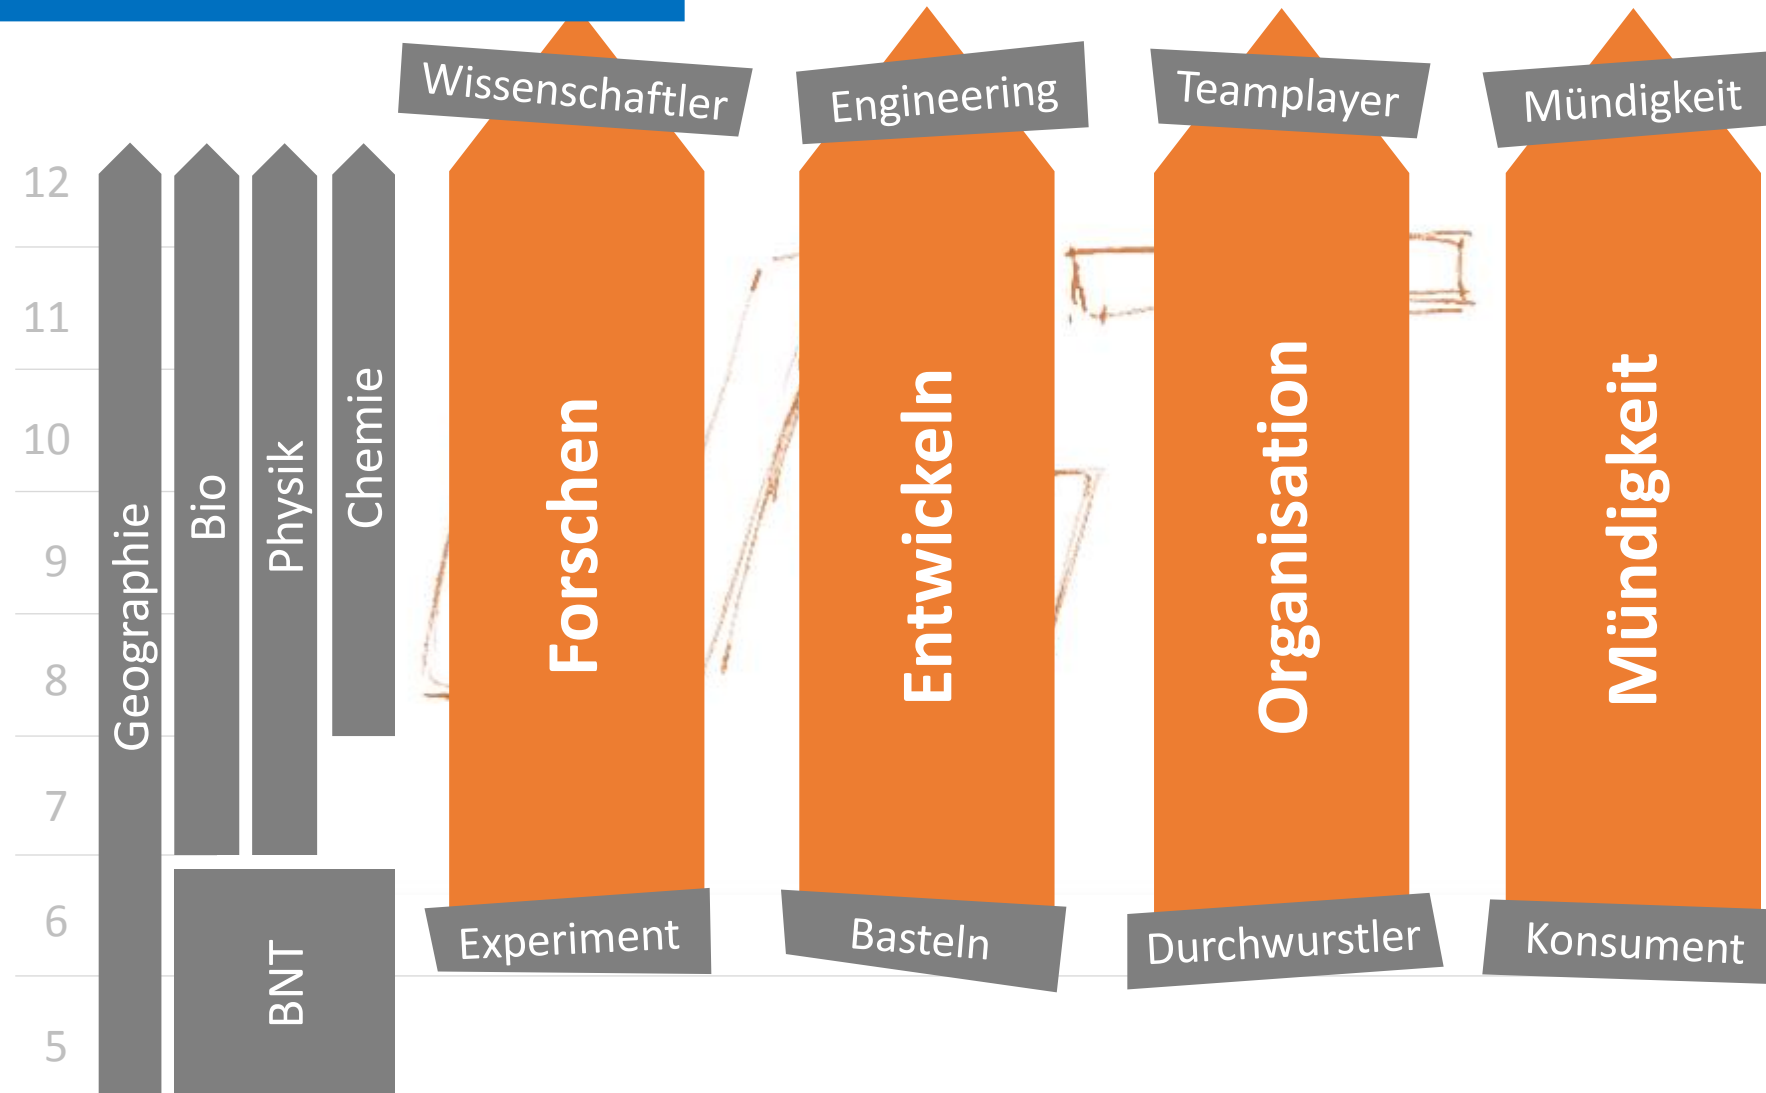 Wissenschaftler
Engineering
Teamplayer
Mündigkeit
12
11
10
9
8
7
6
5
Geographie
Bio
Physik
Chemie
BNT
Forschen
Entwickeln
Organisation
Mündigkeit
Experiment
Basteln
Durchwurstler
Konsument